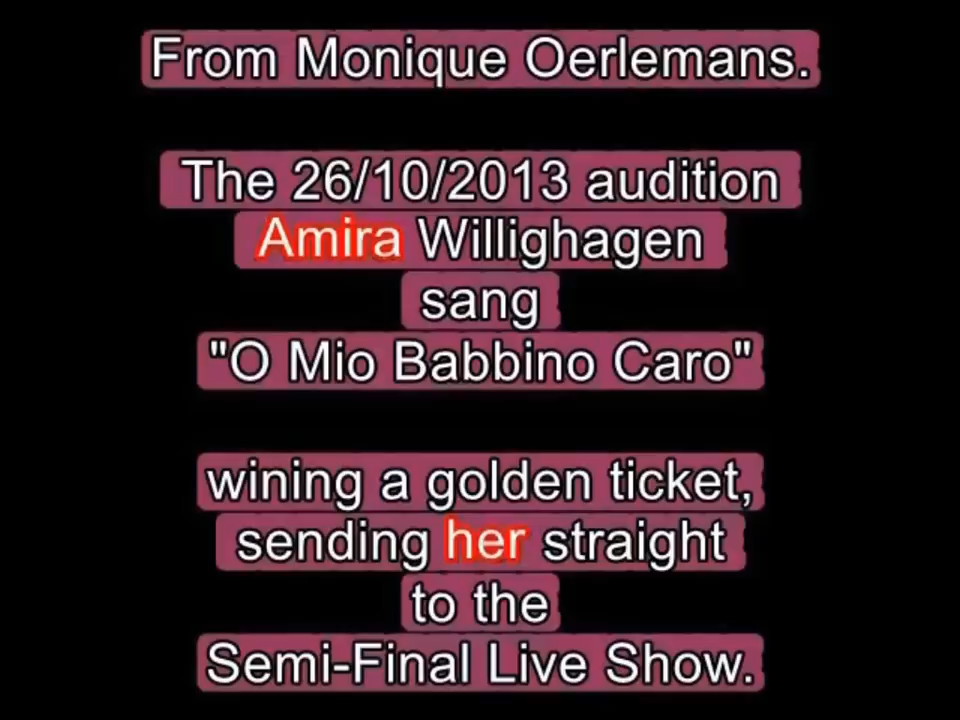 From Monique Oerlemans.
The 26/10/2013 audition
Amira Willighagen
sang
"O Mio Babbino Caro"
wining a golden ticket,
sending her straight
to the
Semi-Final Live Show.